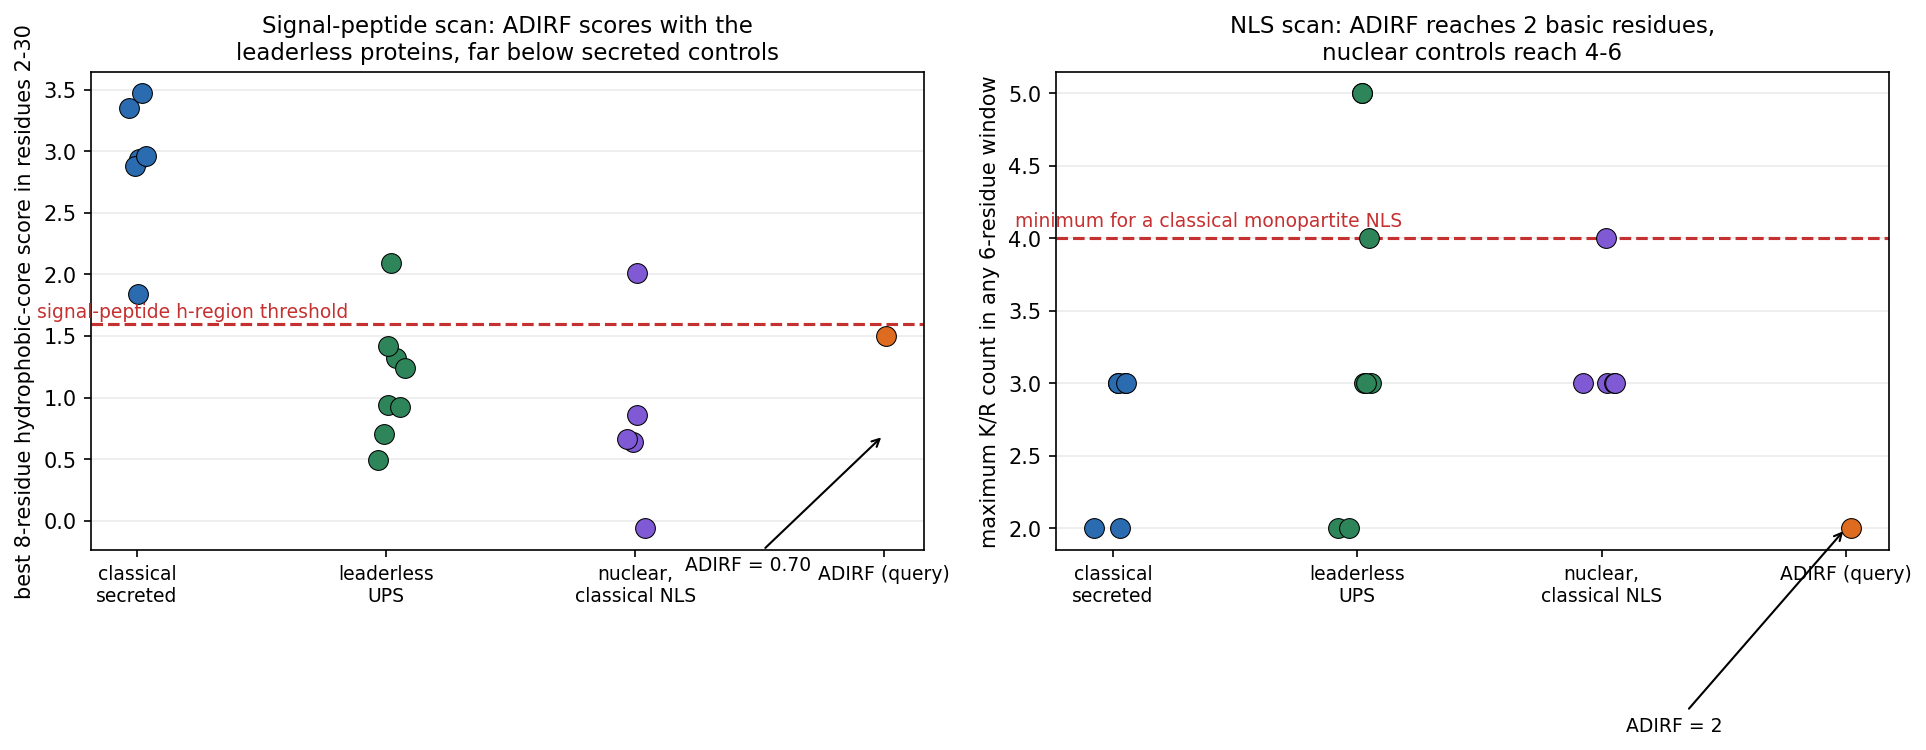 Signal-peptide scan: ADIRF scores with the
leaderless proteins, far below secreted controls
best 8-residue hydrophobic-core score in residues 2-30
3.5
3.0
2.5
2.0
1.5
1.0
0.5
0.0
signal-peptide h-region threshold
ADIRF = 0.70
classical
secreted
leaderless
UPS
nuclear,
classical NLS
ADIRF (query)
NLS scan: ADIRF reaches 2 basic residues,
nuclear controls reach 4-6
maximum K/R count in any 6-residue window
5.0
4.5
4.0
3.5
3.0
2.5
2.0
minimum for a classical monopartite NLS
classical
secreted
leaderless
UPS
nuclear,
classical NLS
ADIRF (query)
ADIRF = 2